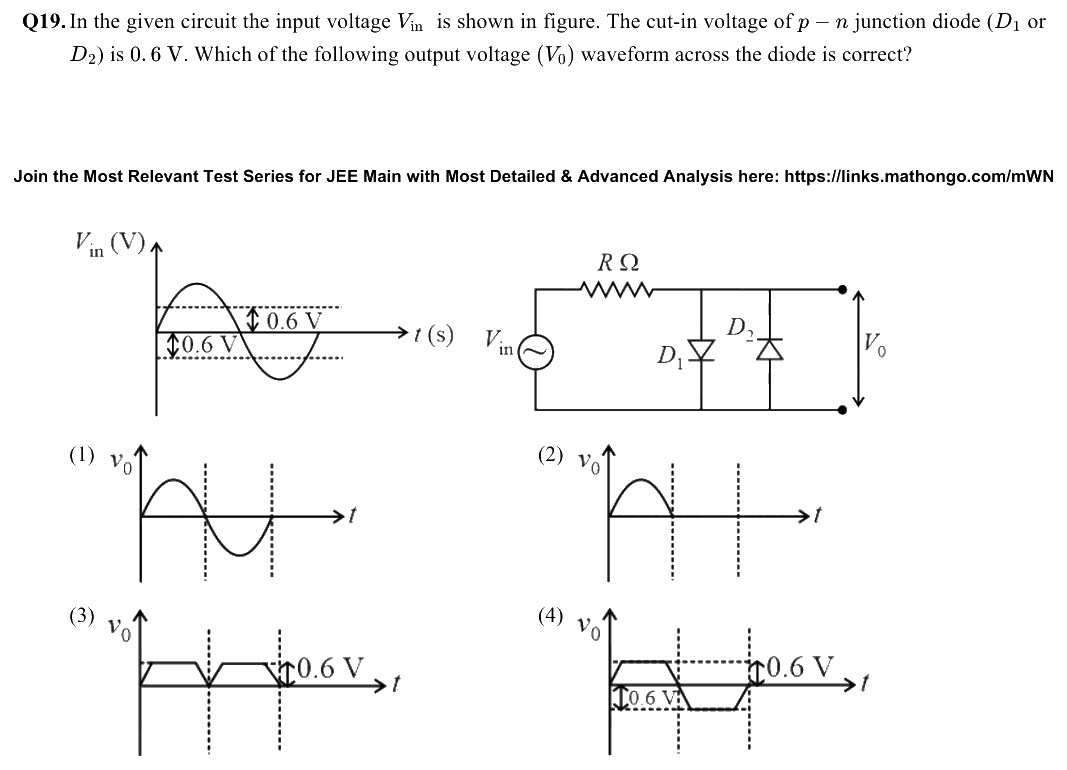 Q19. In the given circuit the input voltage Vin is shown in figure. The cut-in voltage of p − n junction diode (D1 or
D2) is 0. 6 V. Which of the following output voltage (V0) waveform across the diode is correct?
Join the Most Relevant Test Series for JEE Main with Most Detailed & Advanced Analysis here: https://links.mathongo.com/mWN
Vin (V)
0.6 V
0.6 V
t (s)
R Ω
Vin
D1
D2
V0
(1) v0
t
(2) v0
t
(3) v0
0.6 V
t
(4) v0
0.6 V
0.6 V
t